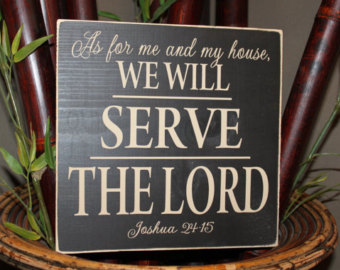 As for me and my house,
WE WILL
SERVE
THE LORD
Joshua 24:15